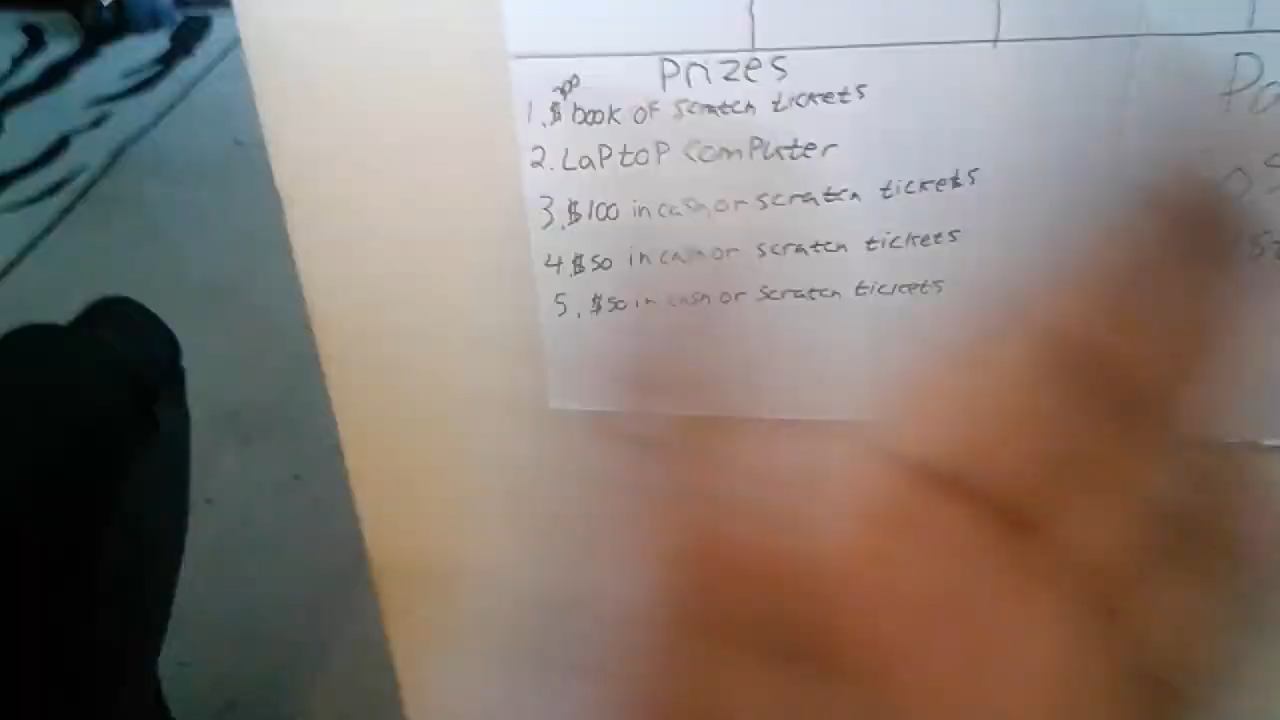 Prizes
1. $ book of scratch tickets
2. LaPtoP comPuter
3. $100 in cash or scratch tickets
4 $50 in cash or scratch tickets
5. $50 in cash or scratch tickets